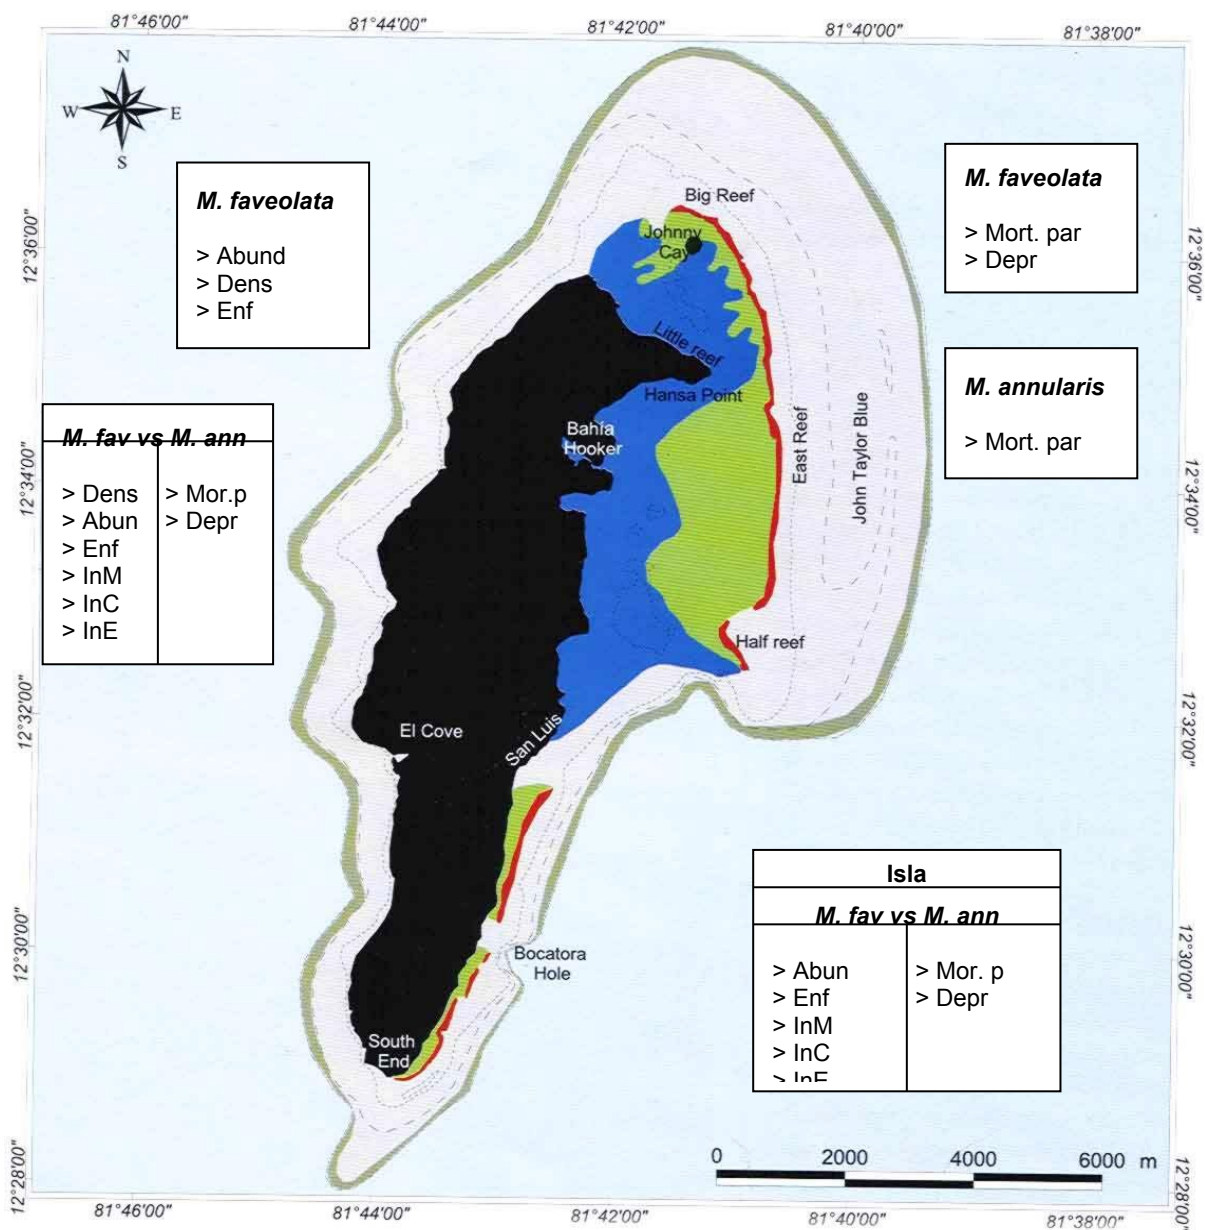 81°46'00"
81°44'00"
81°42'00"
81°40'00"
81°38'00"
N
W
E
S
M. faveolata
> Abund
> Dens
> Enf
M. faveolata
> Mort. par
> Depr
M. annularis
> Mort. par
M. fav vs M. ann
> Dens
> Abun
> Enf
> InM
> InC
> InE
> Mor.p
> Depr
Big Reef
Johnny
Cay
Little reef
Hansa Point
Bahía
Hooker
East Reef
John Taylor Blue
Half reef
El Cove
San Luis
Bocatora
Hole
South
End
Isla
M. fav vs M. ann
> Abun
> Enf
> InM
> InC
> InE
> Mor. p
> Depr
0
2000
4000
6000
m
12°36'00"
12°34'00"
12°32'00"
12°30'00"
12°28'00"
12°36'00"
12°34'00"
12°32'00"
12°30'00"
12°28'00"
81°46'00"
81°44'00"
81°42'00"
81°40'00"
81°38'00"